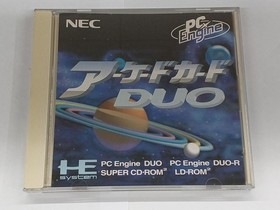 NEC
PC Engine
アーケードカード
DUO
HE system
PC Engine DUO PC Engine DUO-R
SUPER CD-ROM² LD-ROM²